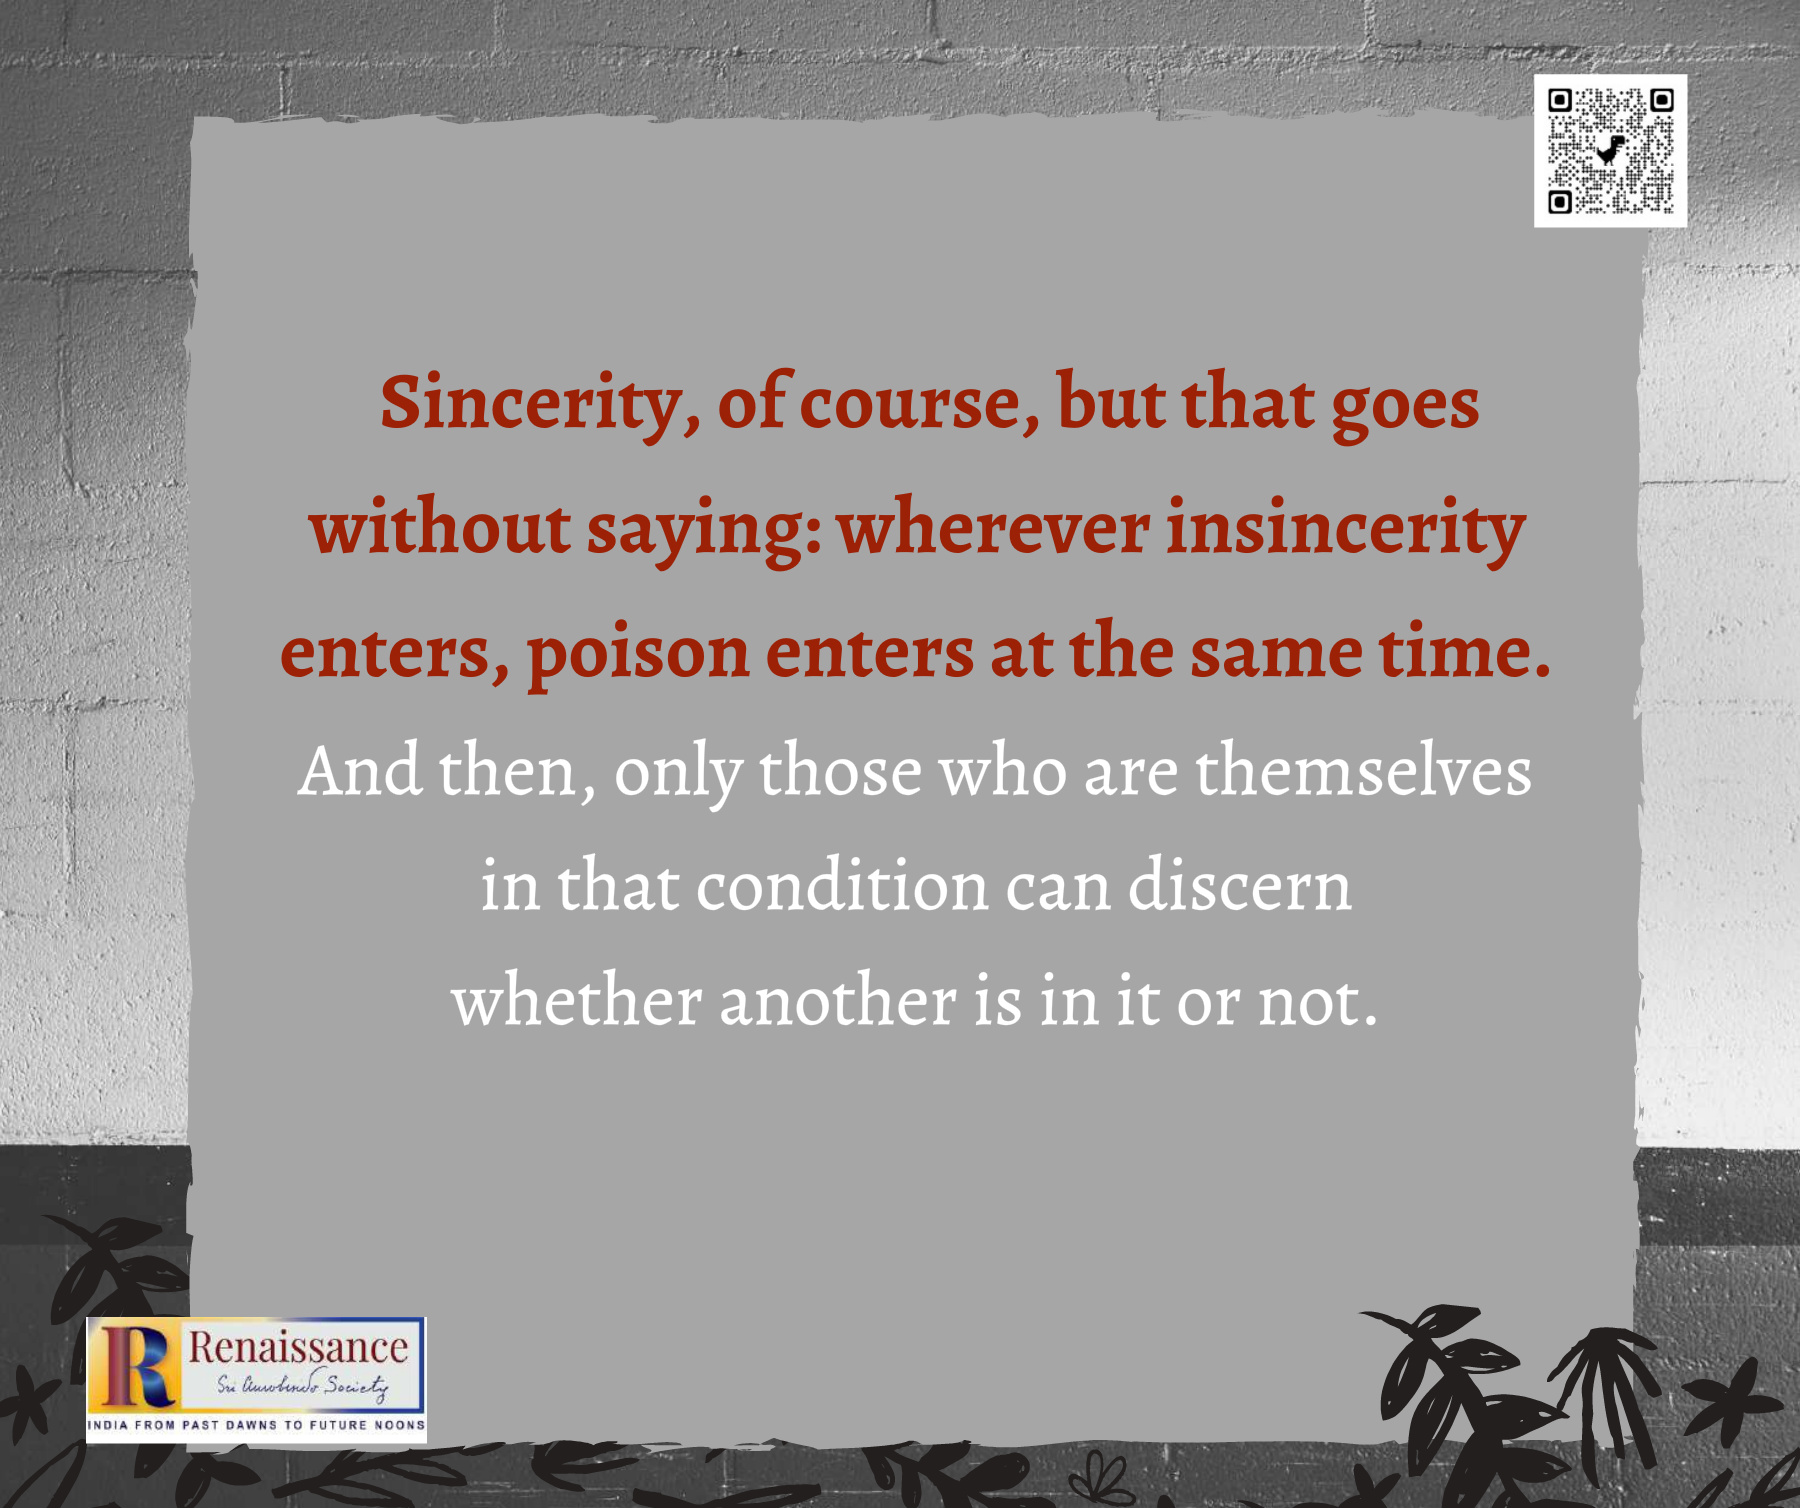 Sincerity, of course, but that goes
without saying: wherever insincerity
enters, poison enters at the same time.
And then, only those who are themselves
in that condition can discern
whether another is in it or not.
R Renaissance
Sri Aurobindo Society
INDIA FROM PAST DAWNS TO FUTURE NOONS